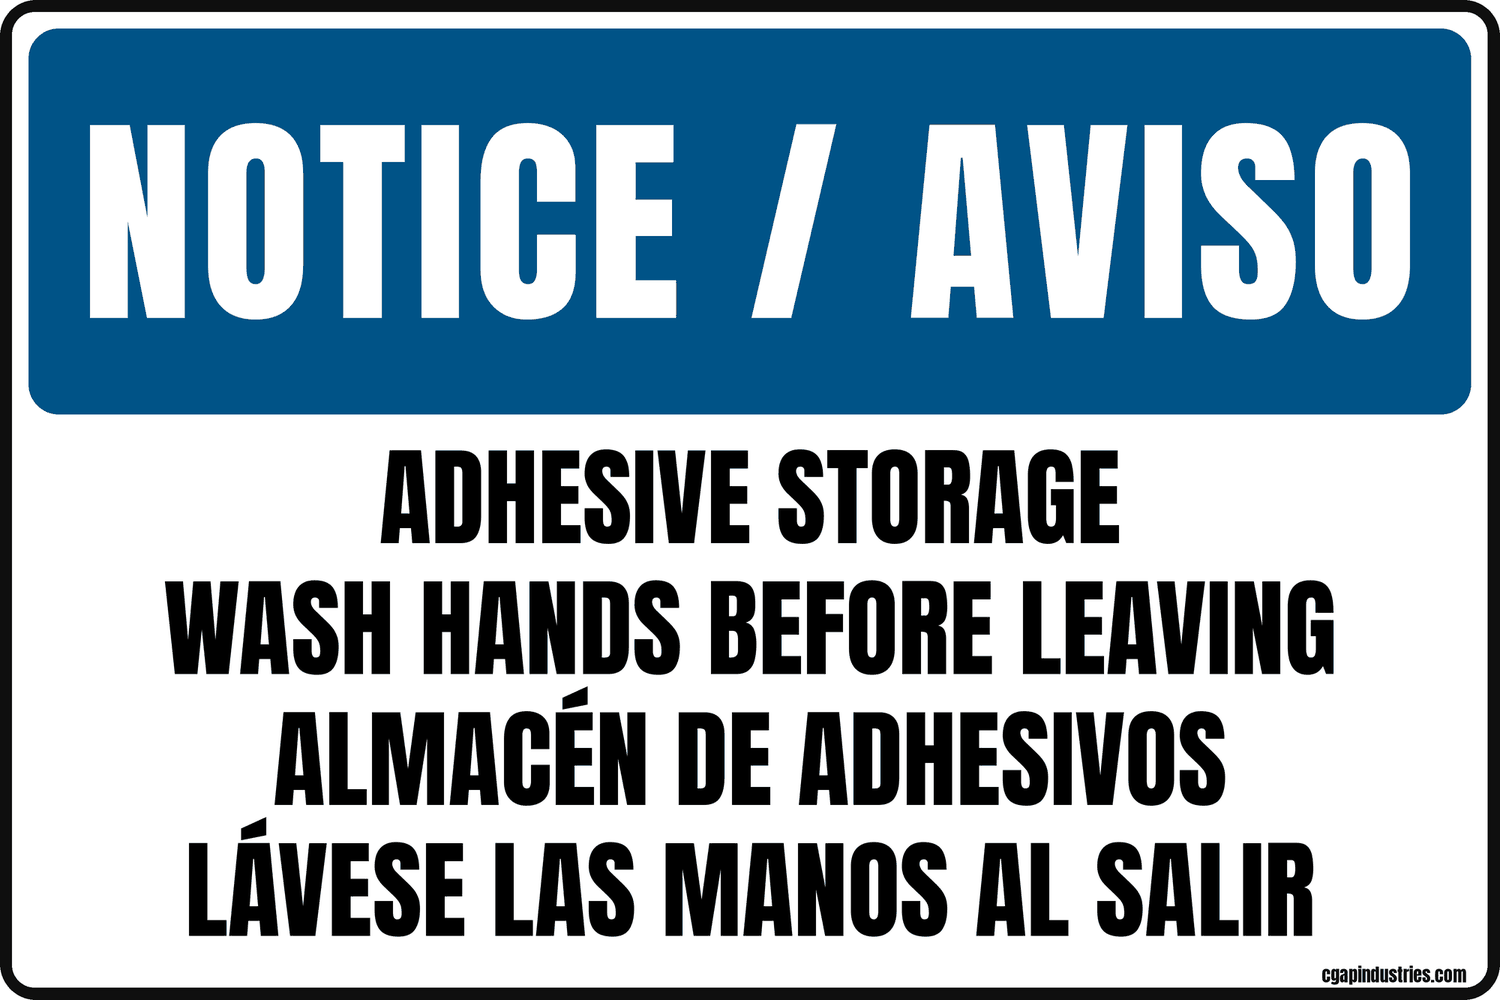 NOTICE / AVISO
ADHESIVE STORAGE
WASH HANDS BEFORE LEAVING
ALMACÉN DE ADHESIVOS
LÁVESE LAS MANOS AL SALIR
cgapindustries.com